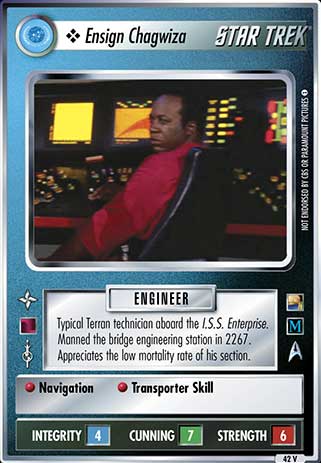 ❖ Ensign Chagwiza
STAR TREK
NOT ENDORSED BY CBS OR PARAMOUNT PICTURES
ENGINEER
Typical Terran technician aboard the I.S.S. Enterprise.
Manned the bridge engineering station in 2267.
Appreciates the low mortality rate of his section.
M
Navigation
Transporter Skill
INTEGRITY 4 CUNNING 7 STRENGTH 6
42 V